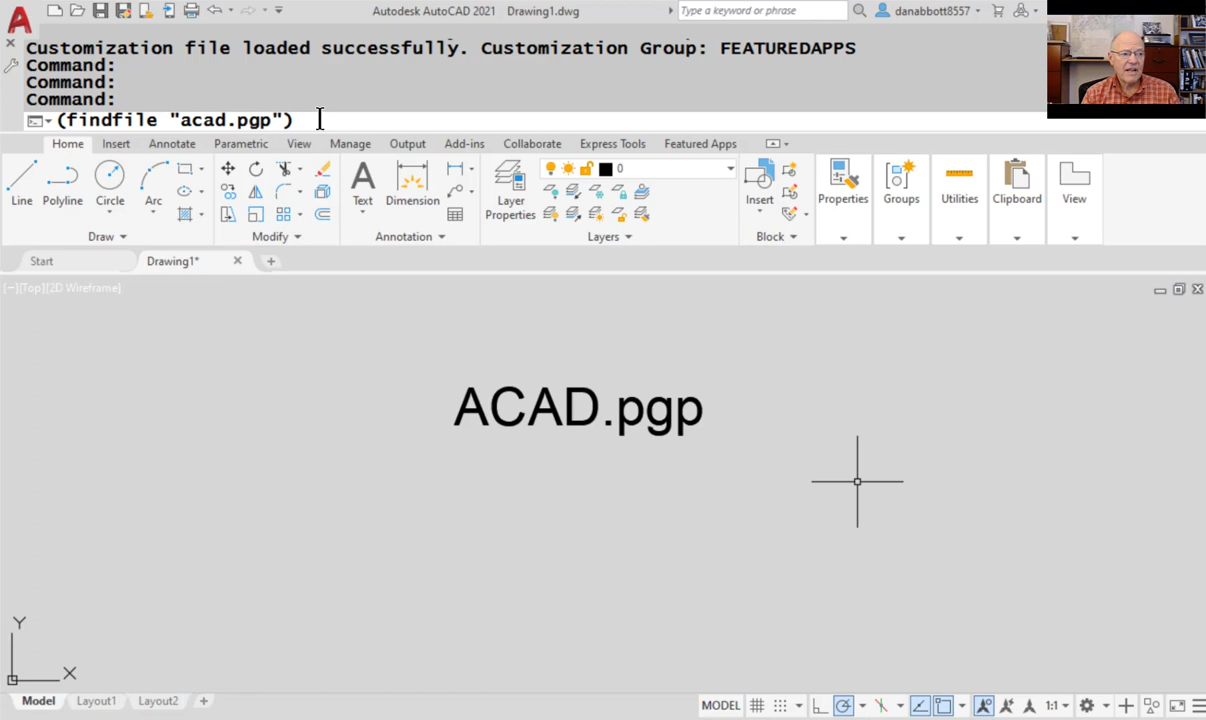 Autodesk AutoCAD 2021 Drawing1.dwg
Type a keyword or phrase
danabbott8557
Customization file loaded successfully. Customization Group: FEATUREDAPPS
Command:
Command:
Command:
(findfile "acad.pgp")
Home Insert Annotate Parametric View Manage Output Add-ins Collaborate Express Tools Featured Apps
0
Line Polyline Circle Arc
Text Dimension
Layer Properties
Insert
Properties Groups Utilities Clipboard View
Draw Modify Annotation Layers Block
Start Drawing1*
[−][Top][2D Wireframe]
ACAD.pgp
Y
X
Model Layout1 Layout2
MODEL 1:1